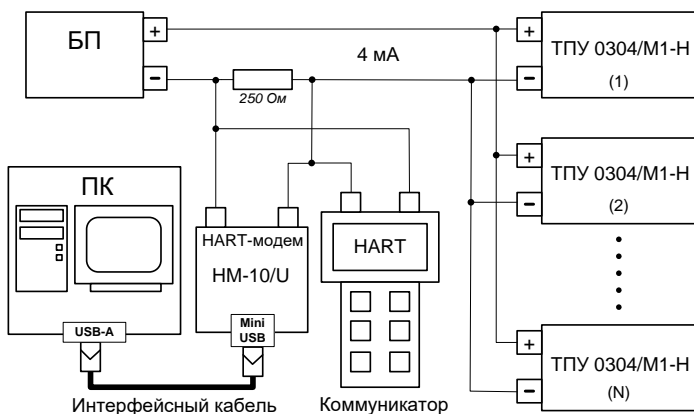 БП
+
−
4 мА
250 Ом
+
−
ТПУ 0304/М1-Н
(1)
+
−
ТПУ 0304/М1-Н
(2)
ПК
USB-A
HART-модем
НМ-10/U
Mini
USB
HART
+
−
ТПУ 0304/М1-Н
(N)
Интерфейсный кабель
Коммуникатор